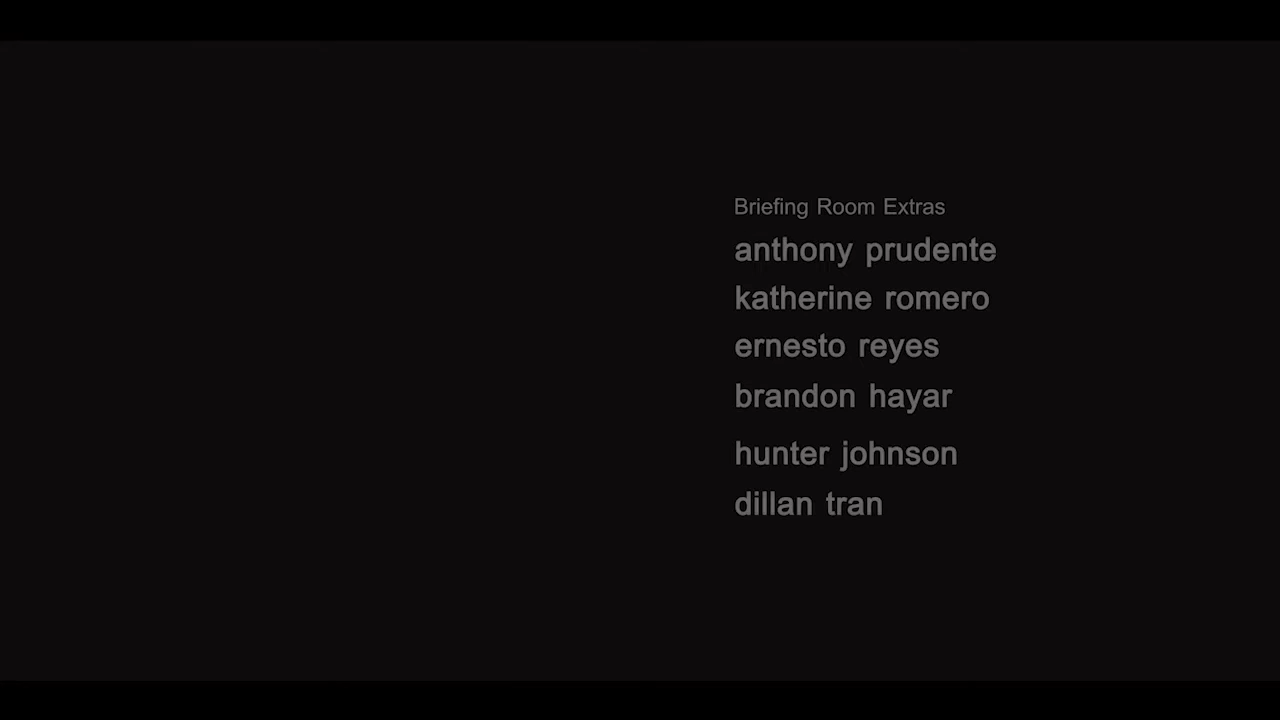 Briefing Room Extras
anthony prudente
katherine romero
ernesto reyes
brandon hayar
hunter johnson
dillan tran